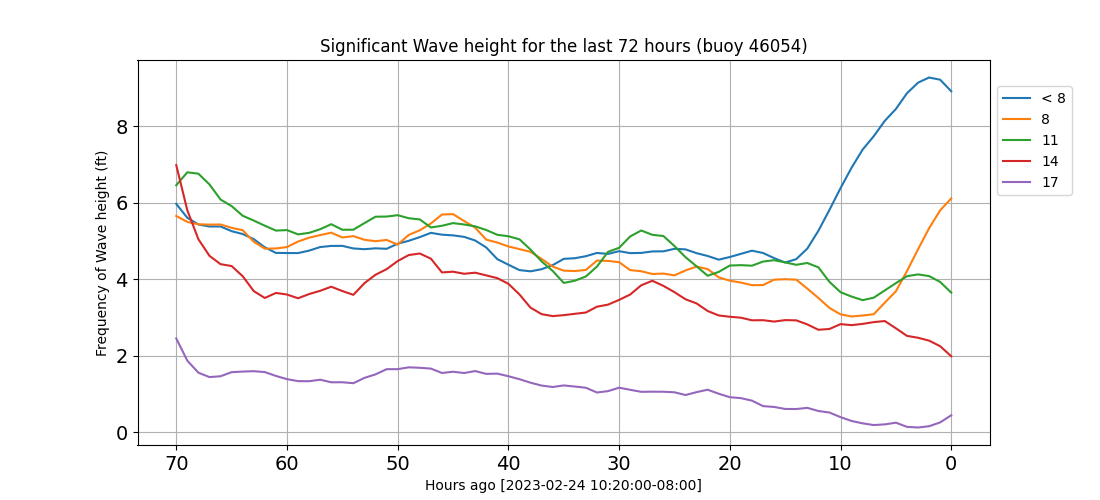 Significant Wave height for the last 72 hours (buoy 46054)
Frequency of Wave height (ft)
8
6
4
2
0
70 60 50 40 30 20 10 0
Hours ago [2023-02-24 10:20:00-08:00]
< 8
8
11
14
17